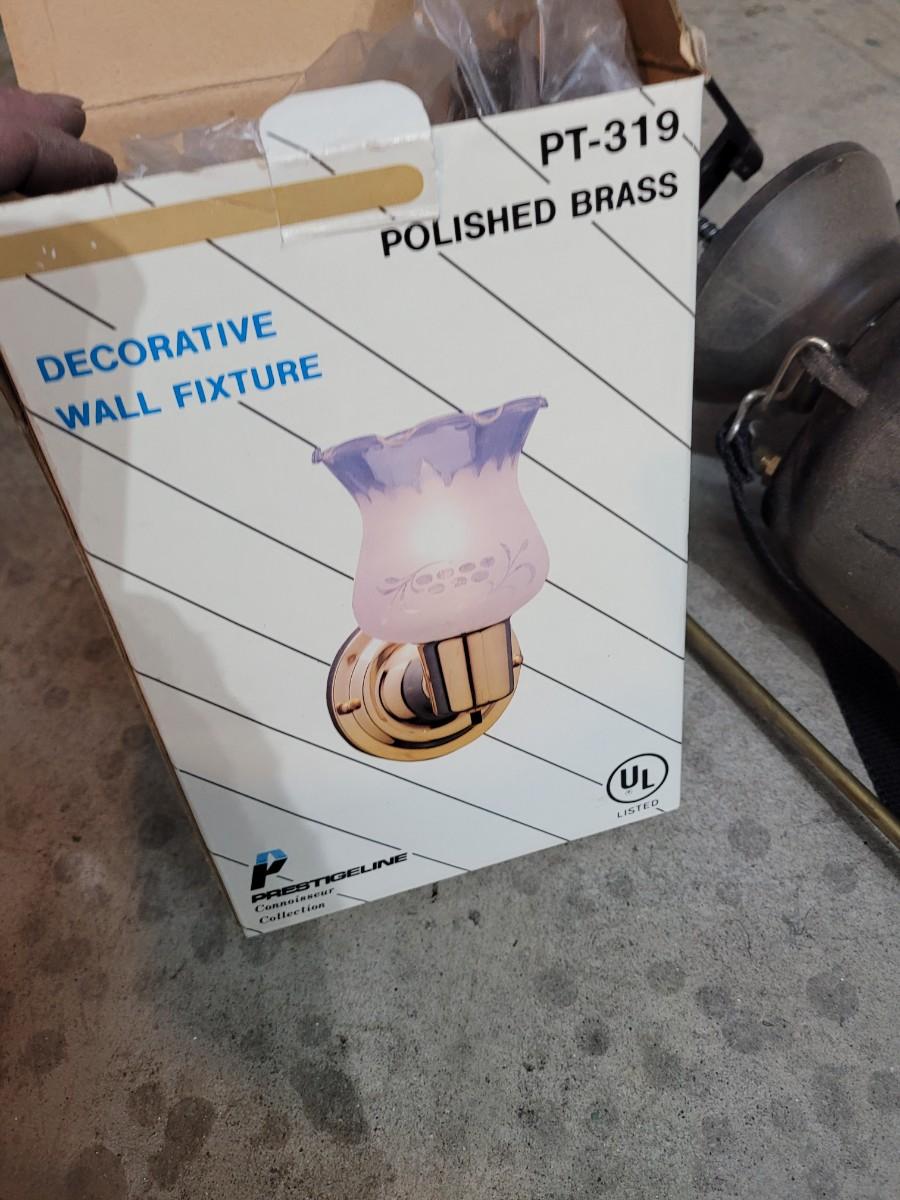 PT-319
POLISHED BRASS
DECORATIVE
WALL FIXTURE
UL
®
LISTED
P
PRESTIGELINE
Connoisseur
Collection